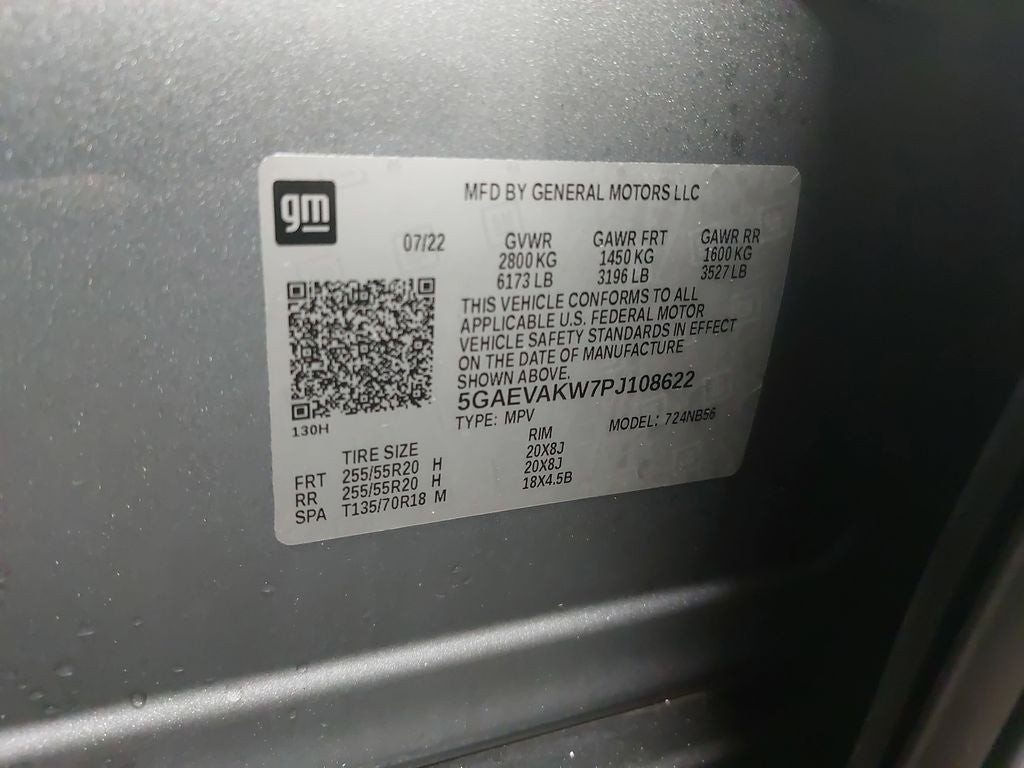 gm
MFD BY GENERAL MOTORS LLC
07/22 GVWR GAWR FRT GAWR RR
2800 KG 1450 KG 1600 KG
6173 LB 3196 LB 3527 LB
THIS VEHICLE CONFORMS TO ALL
APPLICABLE U.S. FEDERAL MOTOR
VEHICLE SAFETY STANDARDS IN EFFECT
ON THE DATE OF MANUFACTURE
SHOWN ABOVE.
5GAEVAKW7PJ108622
130H
TYPE: MPV MODEL: 724NB56
TIRE SIZE RIM
FRT 255/55R20 H 20X8J
RR 255/55R20 H 20X8J
SPA T135/70R18 M 18X4.5B